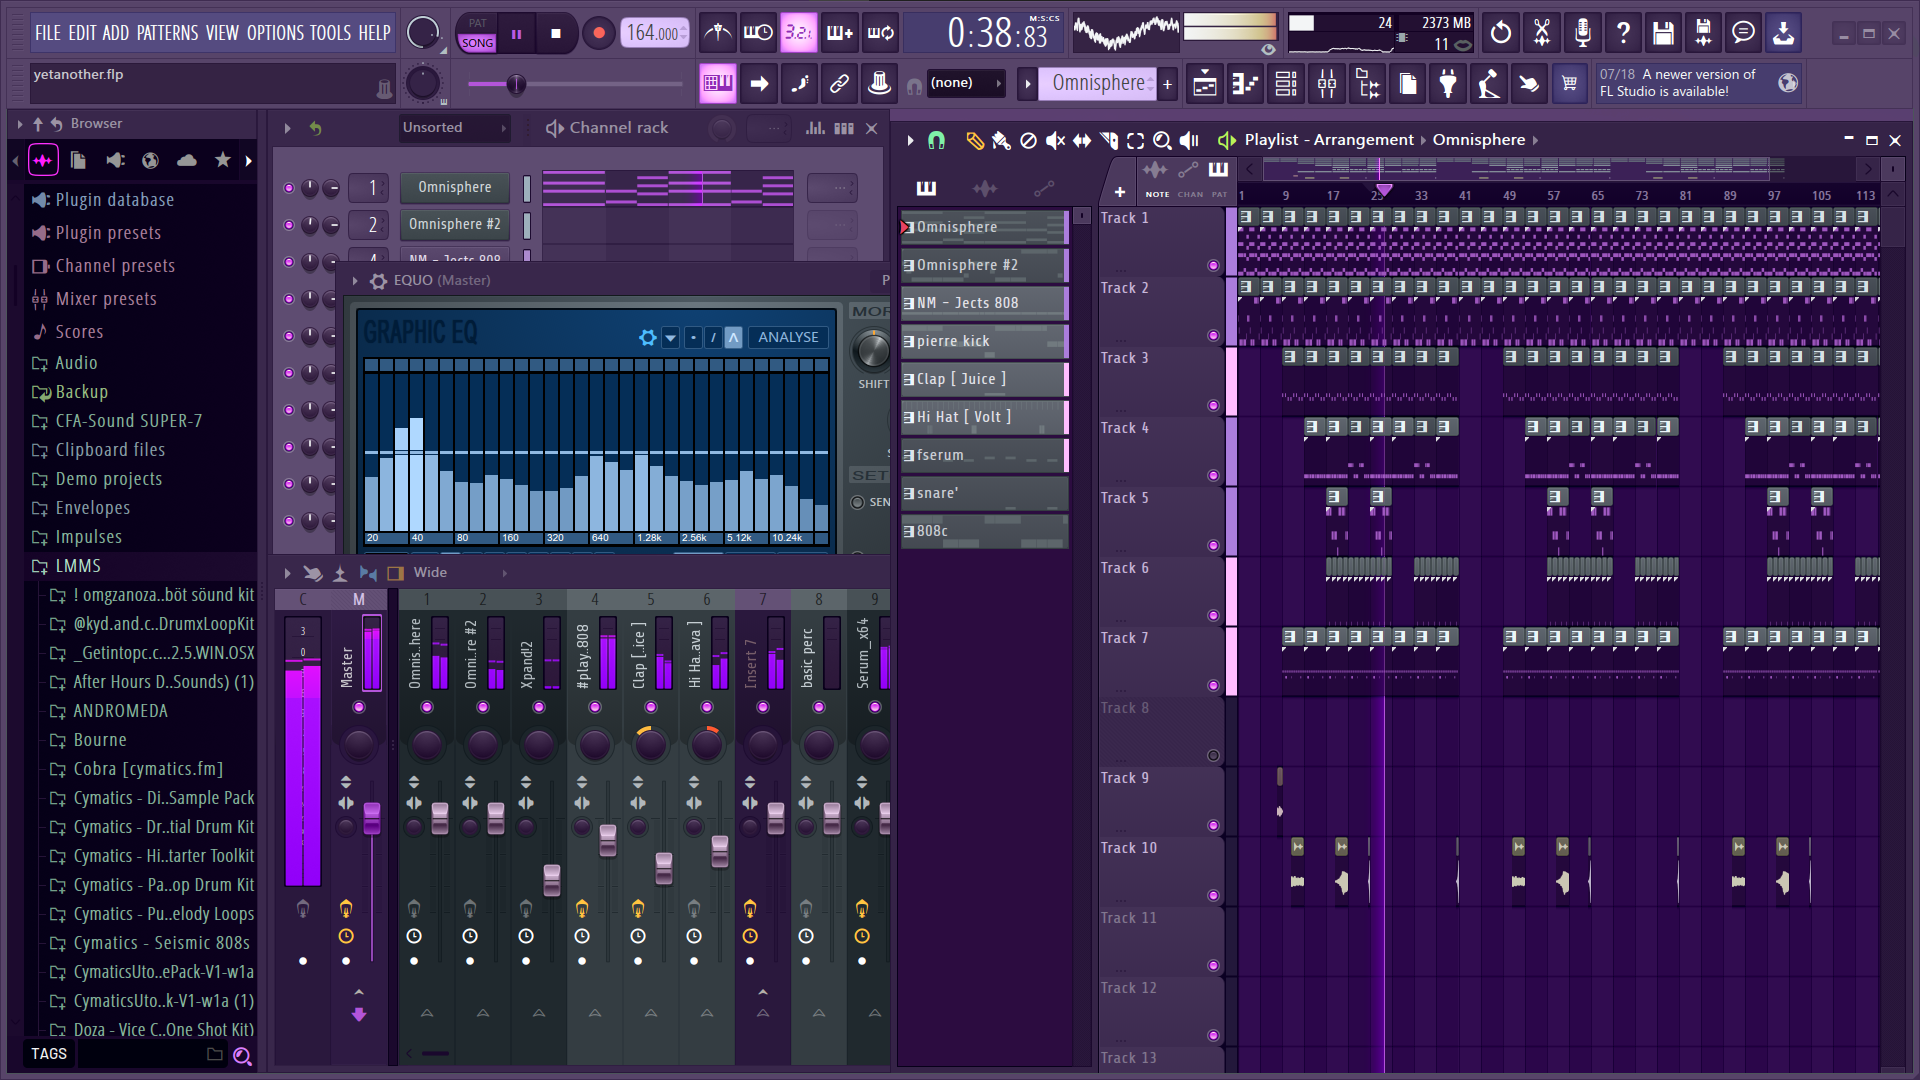 FILE EDIT ADD PATTERNS VIEW OPTIONS TOOLS HELP
PAT
SONG
164.000
3.2.
0:38:83
M:S:CS
24
2373 MB
11
yetanother.flp
(none)
Omnisphere
07/18 A newer version of
FL Studio is available!
Browser
Plugin database
Plugin presets
Channel presets
Mixer presets
Scores
Audio
Backup
CFA-Sound SUPER-7
Clipboard files
Demo projects
Envelopes
Impulses
LMMS
! omgzanoza..böt söund kit
@kyd.and.c..DrumxLoopKit
_Getintopc.c...2.5.WIN.OSX
After Hours D..Sounds) (1)
ANDROMEDA
Bourne
Cobra [cymatics.fm]
Cymatics - Di..Sample Pack
Cymatics - Dr..tial Drum Kit
Cymatics - Hi..tarter Toolkit
Cymatics - Pa..op Drum Kit
Cymatics - Pu..elody Loops
Cymatics - Seismic 808s
CymaticsUto..ePack-V1-w1a
CymaticsUto..k-V1-w1a (1)
Doza - Vice C..One Shot Kit)
TAGS
Unsorted
Channel rack
1
Omnisphere
2
Omnisphere #2
4
NM - Jects 808
EQUO (Master)
P
GRAPHIC EQ
ANALYSE
MOR
SHIFT
SET
SEN
20 40 80 160 320 640 1.28k 2.56k 5.12k 10.24k
Wide
C M 1 2 3 4 5 6 7 8 9
3
0
Master
Omnis..here
Omni..re #2
Xpand!2
#play.808
Clap [..ice ]
Hi Ha..ava ]
Insert 7
basic perc
Serum_x64
Playlist - Arrangement
Omnisphere
NOTE CHAN PAT
1 9 17 25 33 41 49 57 65 73 81 89 97 105 113
Omnisphere
Omnisphere #2
NM - Jects 808
pierre kick
Clap [ Juice ]
Hi Hat [ Volt ]
fserum
snare'
808c
Track 1
Track 2
Track 3
Track 4
Track 5
Track 6
Track 7
Track 8
Track 9
Track 10
Track 11
Track 12
Track 13